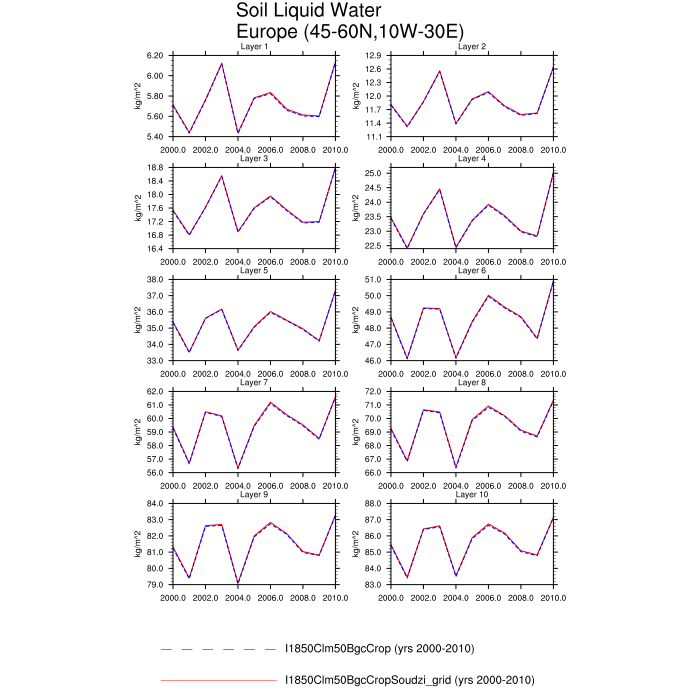 Soil Liquid Water
Europe (45-60N,10W-30E)
Layer 1
kg/m^2
6.20
6.00
5.80
5.60
5.40
2000.0 2002.0 2004.0 2006.0 2008.0 2010.0
Layer 2
kg/m^2
12.9
12.6
12.3
12.0
11.7
11.4
11.1
2000.0 2002.0 2004.0 2006.0 2008.0 2010.0
Layer 3
kg/m^2
18.8
18.4
18.0
17.6
17.2
16.8
16.4
2000.0 2002.0 2004.0 2006.0 2008.0 2010.0
Layer 4
kg/m^2
25.0
24.5
24.0
23.5
23.0
22.5
2000.0 2002.0 2004.0 2006.0 2008.0 2010.0
Layer 5
kg/m^2
38.0
37.0
36.0
35.0
34.0
33.0
2000.0 2002.0 2004.0 2006.0 2008.0 2010.0
Layer 6
kg/m^2
51.0
50.0
49.0
48.0
47.0
46.0
2000.0 2002.0 2004.0 2006.0 2008.0 2010.0
Layer 7
kg/m^2
62.0
61.0
60.0
59.0
58.0
57.0
56.0
2000.0 2002.0 2004.0 2006.0 2008.0 2010.0
Layer 8
kg/m^2
72.0
71.0
70.0
69.0
68.0
67.0
66.0
2000.0 2002.0 2004.0 2006.0 2008.0 2010.0
Layer 9
kg/m^2
84.0
83.0
82.0
81.0
80.0
79.0
2000.0 2002.0 2004.0 2006.0 2008.0 2010.0
Layer 10
kg/m^2
88.0
87.0
86.0
85.0
84.0
83.0
2000.0 2002.0 2004.0 2006.0 2008.0 2010.0
I1850Clm50BgcCrop (yrs 2000-2010)
I1850Clm50BgcCropSoudzi_grid (yrs 2000-2010)